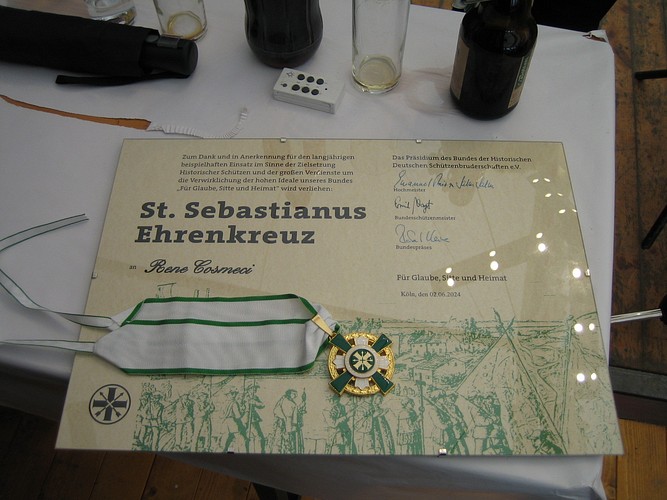 Zum Dank und in Anerkennung für den langjährigen
beispielhaften Einsatz im Sinne der Zielsetzung
Historischer Schützen und der großen Verdienste um
die Verwirklichung der hohen Ideale unseres Bundes
„Für Glaube, Sitte und Heimat“ wird verliehen:
St. Sebastianus
Ehrenkreuz
an Rene Cosmeci
Das Präsidium des Bundes der Historischen
Deutschen Schützenbruderschaften e.V.
Hochmeister
Bundesschützenmeister
Bundespräses
Für Glaube, Sitte und Heimat
Köln, den 02.06.2024